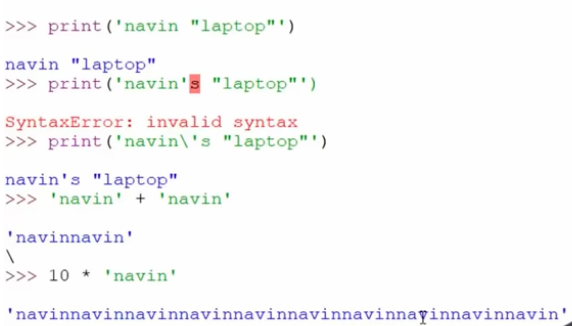 >>> print('navin "laptop"')
navin "laptop"
>>> print('navin's "laptop"')
SyntaxError: invalid syntax
>>> print('navin\'s "laptop"')
navin's "laptop"
>>> 'navin' + 'navin'
'navinnavin'
\
>>> 10 * 'navin'
'navinnavinnavinnavinnavinnavinnavinnavinnavinnavin'